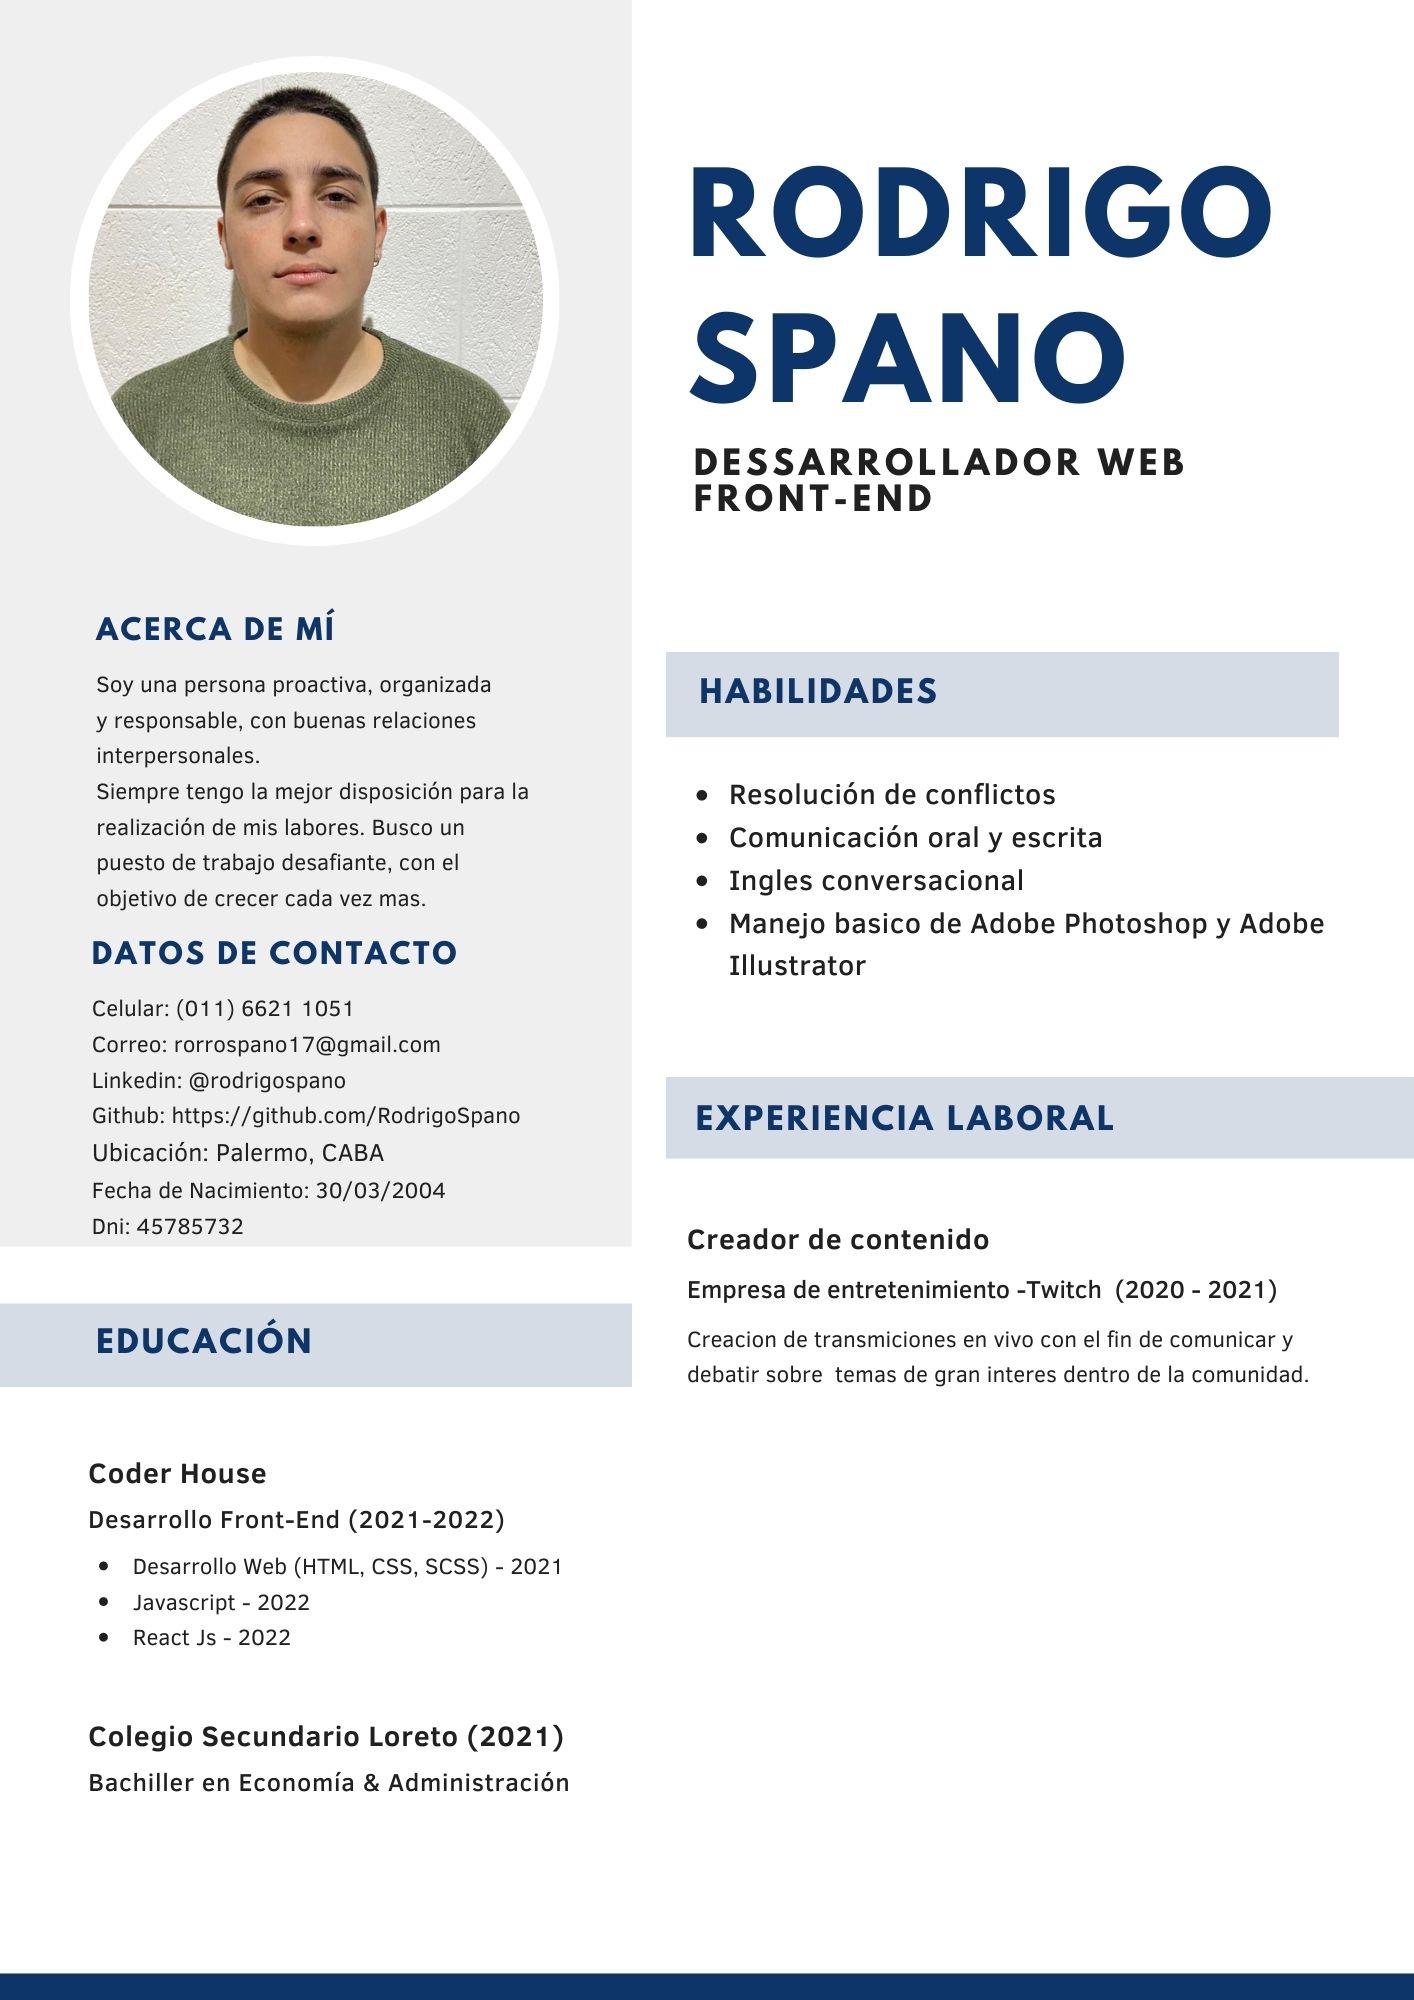 RODRIGO
SPANO
DESSARROLLADOR WEB
FRONT-END
ACERCA DE MÍ
Soy una persona proactiva, organizada
y responsable, con buenas relaciones
interpersonales.
Siempre tengo la mejor disposición para la
realización de mis labores. Busco un
puesto de trabajo desafiante, con el
objetivo de crecer cada vez mas.
DATOS DE CONTACTO
Celular: (011) 6621 1051
Correo: rorrospano17@gmail.com
Linkedin: @rodrigospano
Github: https://github.com/RodrigoSpano
Ubicación: Palermo, CABA
Fecha de Nacimiento: 30/03/2004
Dni: 45785732
EDUCACIÓN
Coder House
Desarrollo Front-End (2021-2022)
• Desarrollo Web (HTML, CSS, SCSS) - 2021
• Javascript - 2022
• React Js - 2022
Colegio Secundario Loreto (2021)
Bachiller en Economía & Administración
HABILIDADES
• Resolución de conflictos
• Comunicación oral y escrita
• Ingles conversacional
• Manejo basico de Adobe Photoshop y Adobe
Illustrator
EXPERIENCIA LABORAL
Creador de contenido
Empresa de entretenimiento -Twitch  (2020 - 2021)
Creacion de transmiciones en vivo con el fin de comunicar y
debatir sobre  temas de gran interes dentro de la comunidad.